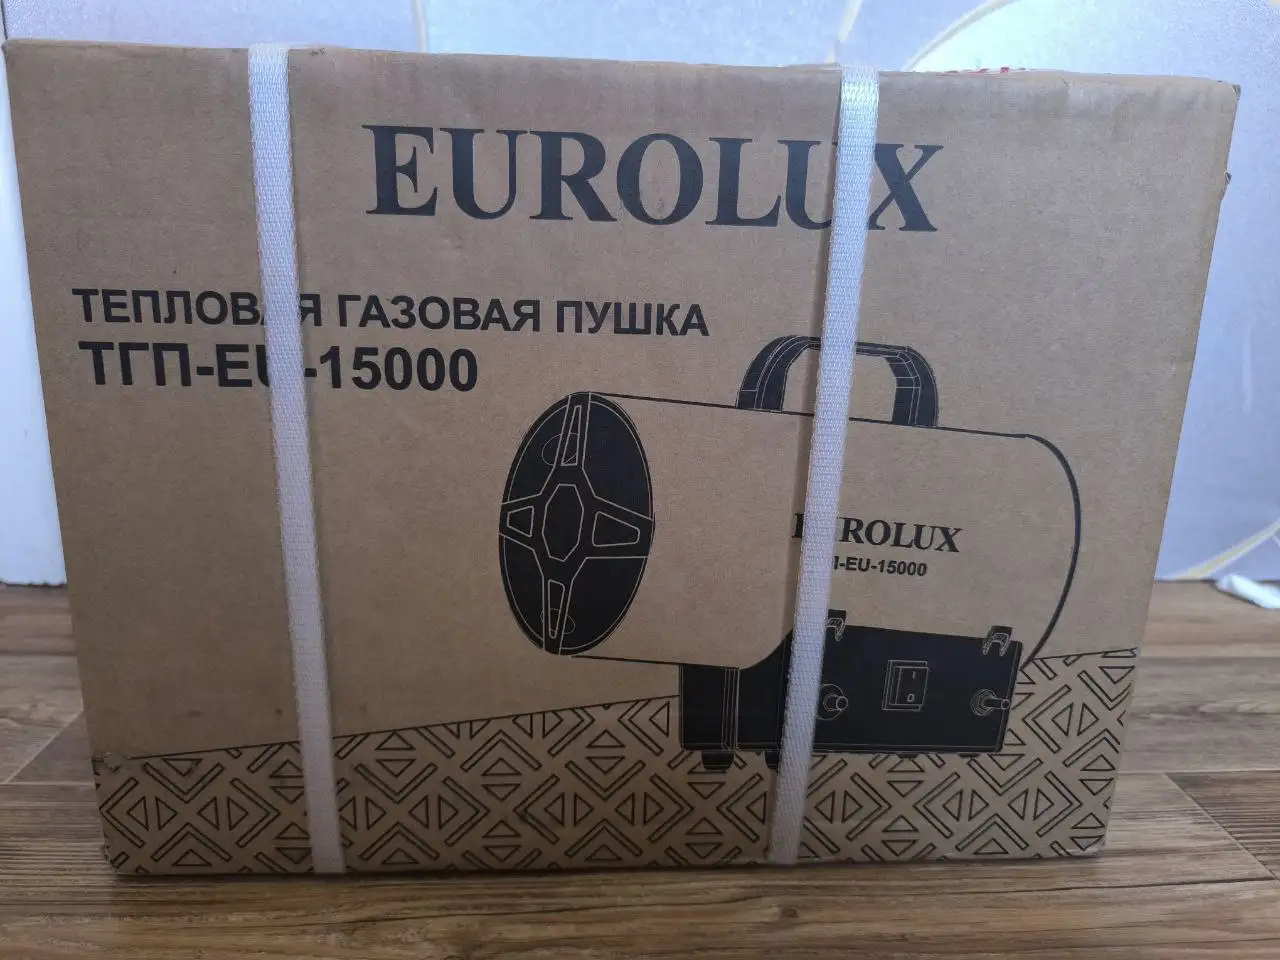 EUROLUX
ТЕПЛОВАЯ ГАЗОВАЯ ПУШКА
ТГП-EU-15000
EUROLUX
П-EU-15000